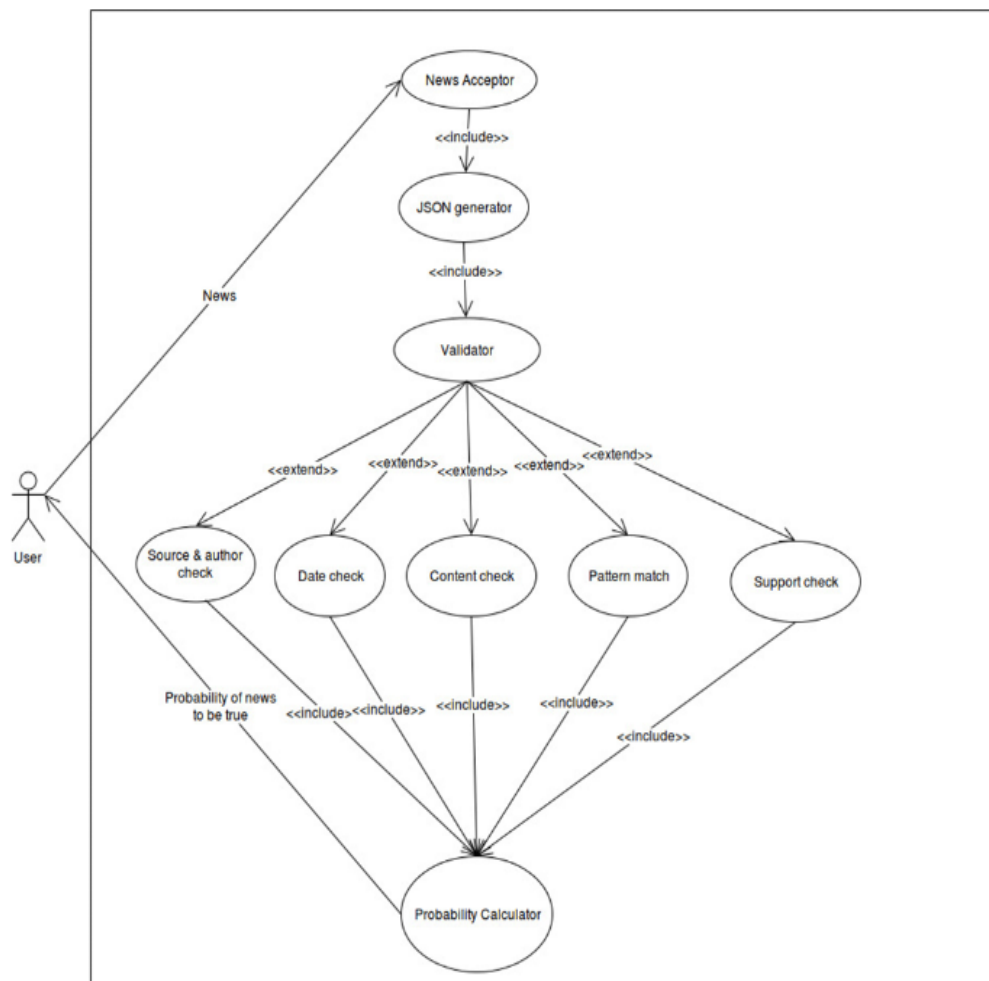 News Acceptor
<<include>>
JSON generator
<<include>>
News
Validator
<<extend>>
<<extend>>
<<extend>>
<<extend>>
<<extend>>
User
Source & author
check
Date check
Content check
Pattern match
Support check
Probability of news
to be true
<<include>
<<include>>
<<include>>
<<include>>
<<include>>
Probability Calculator